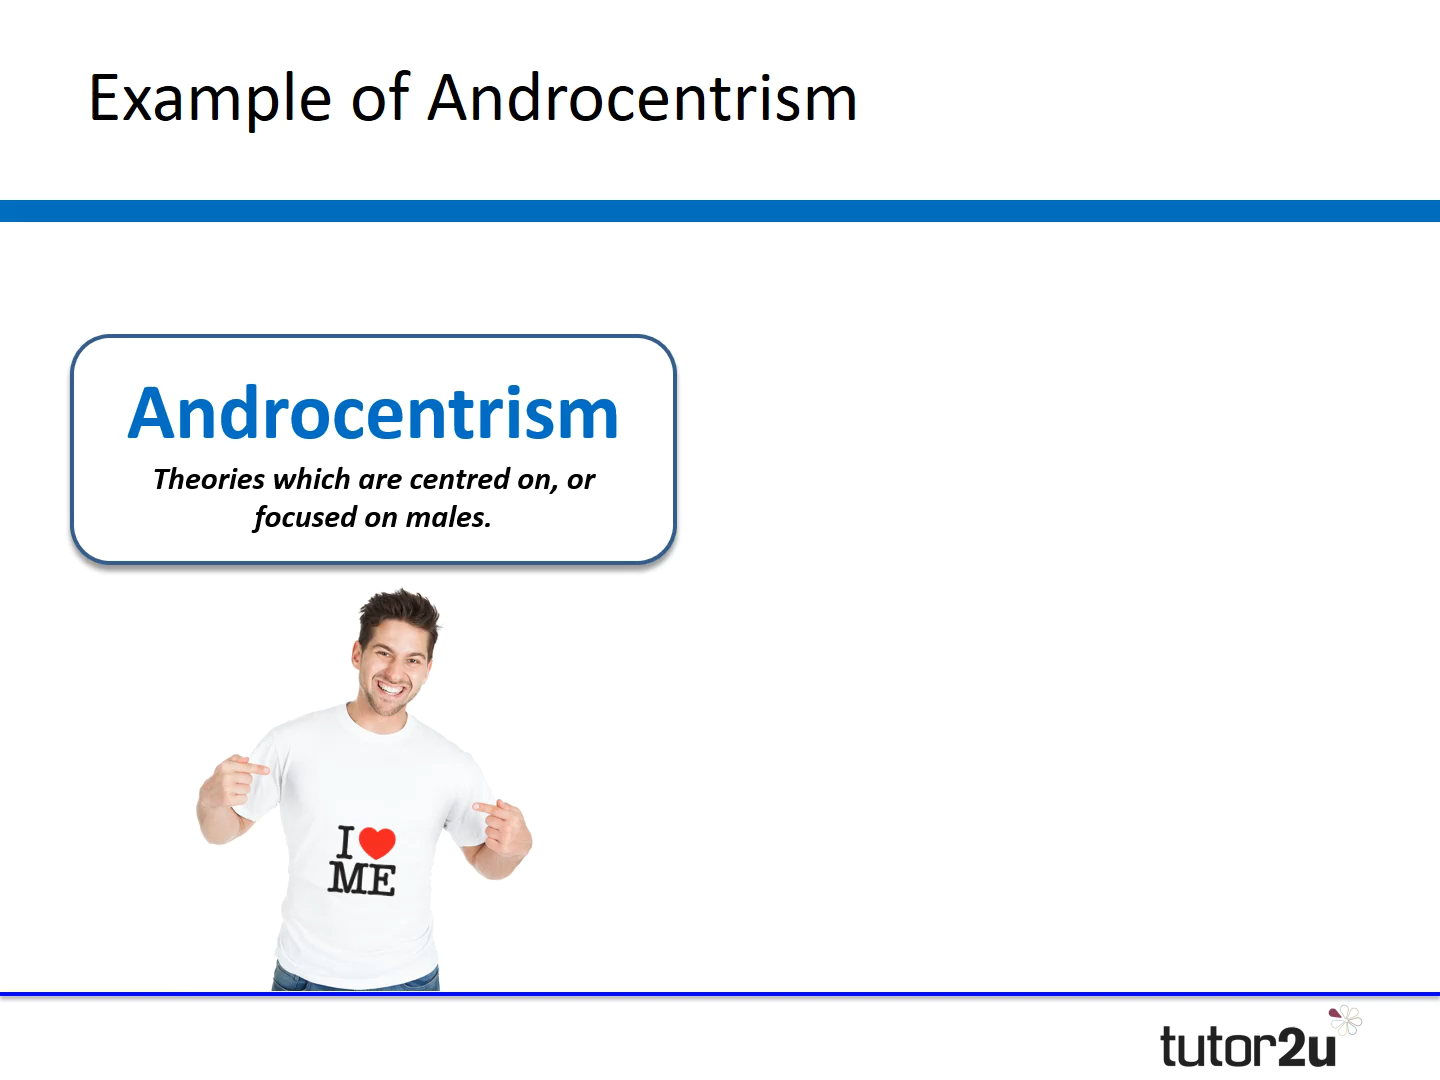 Example of Androcentrism
Androcentrism
Theories which are centred on, or
focused on males.
I ❤
ME
tutor2u